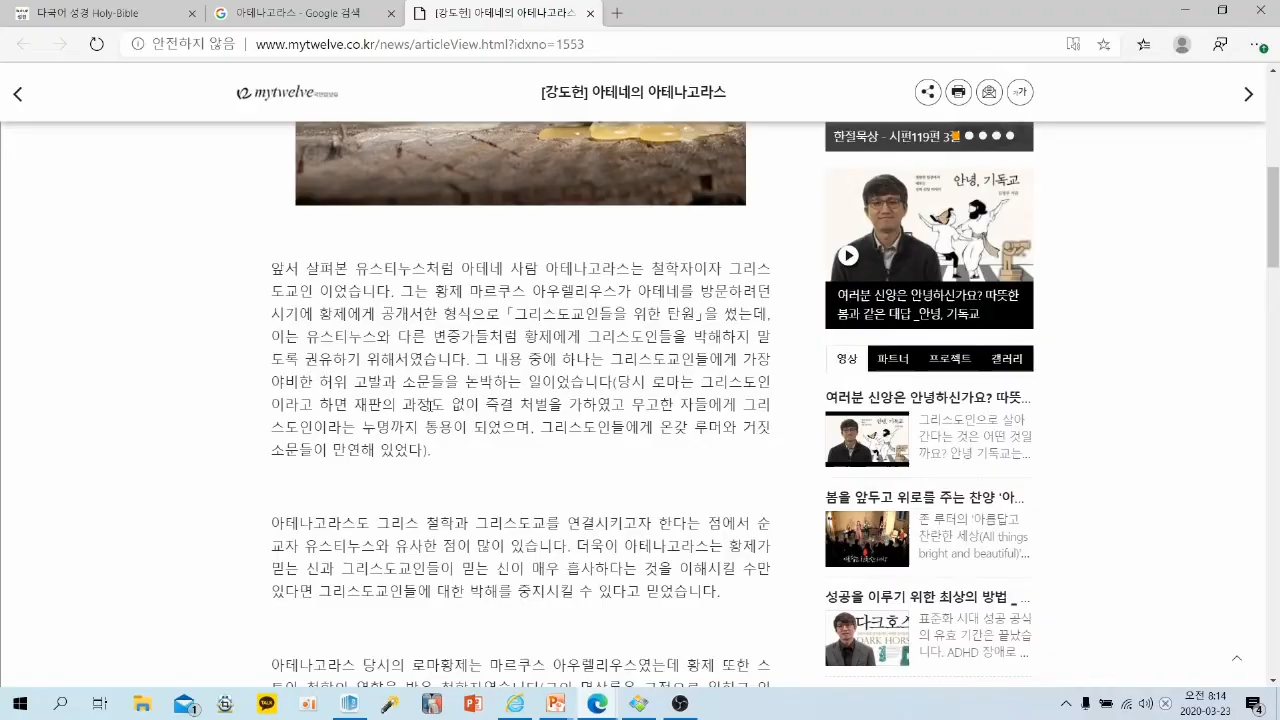 다국어 성경 Holy Bible
[강도헌] 아테네의 아테나고라스
안전하지 않음 | www.mytwelve.co.kr/news/articleView.html?idxno=1553
mytwelve
[강도헌] 아테네의 아테나고라스
가
한절묵상 - 시편119편 3절
앞서 살펴본 유스티누스처럼 아테네 사람 아테나고라스는 철학자이자 그리스
도교인 이었습니다. 그는 황제 마르쿠스 아우렐리우스가 아테네를 방문하려던
시기에 황제에게 공개서한 형식으로 「그리스도교인들을 위한 탄원」을 썼는데,
이는 유스티누스와 다른 변증가들처럼 황제에게 그리스도인들을 박해하지 말
도록 권유하기 위해서였습니다. 그 내용 중에 하나는 그리스도교인들에게 가장
야비한 허위 고발과 소문들을 논박하는 일이었습니다(당시 로마는 그리스도인
이라고 하면 재판의 과정도 없이 즉결 처벌을 가하였고 무고한 자들에게 그리
스도인이라는 누명까지 통용이 되었으며, 그리스도인들에게 온갖 루머와 거짓
소문들이 만연해 있었다).
아테나고라스도 그리스 철학과 그리스도교를 연결시키고자 한다는 점에서 순
교자 유스티누스와 유사한 점이 많이 있습니다. 더욱이 아테나고라스는 황제가
믿는 신과 그리스도교인들이 믿는 신이 매우 흡사하다는 것을 이해시킬 수만
있다면 그리스도교인들에 대한 박해를 중지시킬 수 있다고 믿었습니다.
아테나고라스 당시의 로마황제는 마르쿠스 아우렐리우스였는데 황제 또한 스
안녕, 기독교
여러분 신앙은 안녕하신가요? 따뜻한
봄과 같은 대답 _안녕, 기독교
영상 파트너 프로젝트 갤러리
여러분 신앙은 안녕하신가요? 따뜻...
그리스도인으로 살아
간다는 것은 어떤 것일
까요? 안녕 기독교는...
봄을 앞두고 위로를 주는 찬양 '아...
존 루터의 '아름답고
찬란한 세상(All things
bright and beautiful)'...
성공을 이루기 위한 최상의 방법 _ ...
다크호스
DARK HORSE
표준화 시대 성공 공식
의 유효 기간은 끝났습
니다. ADHD 장애로 ...
TALK
오전 8:14
2020-03-23